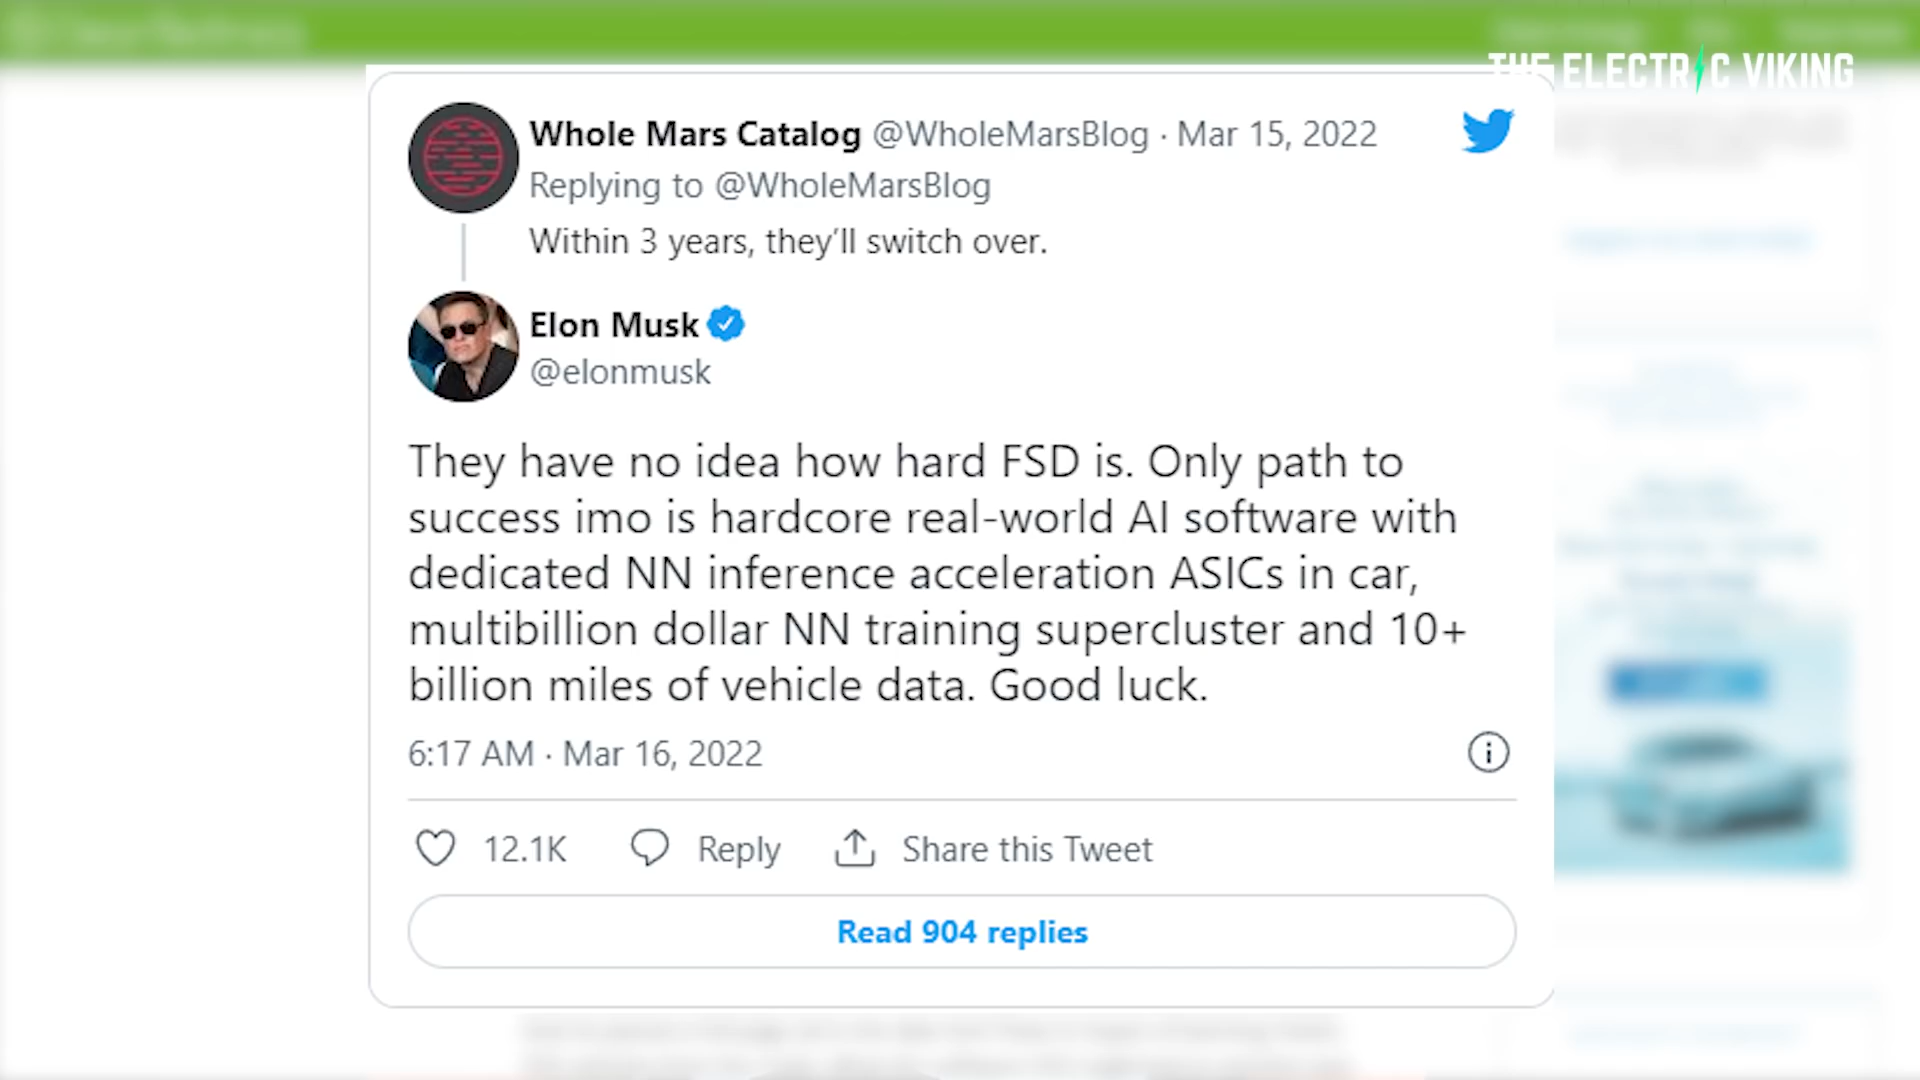 THE ELECTRIC VIKING
Whole Mars Catalog @WholeMarsBlog · Mar 15, 2022
Replying to @WholeMarsBlog
Within 3 years, they’ll switch over.
Elon Musk
@elonmusk
They have no idea how hard FSD is. Only path to
success imo is hardcore real-world AI software with
dedicated NN inference acceleration ASICs in car,
multibillion dollar NN training supercluster and 10+
billion miles of vehicle data. Good luck.
6:17 AM · Mar 16, 2022
12.1K Reply Share this Tweet
Read 904 replies